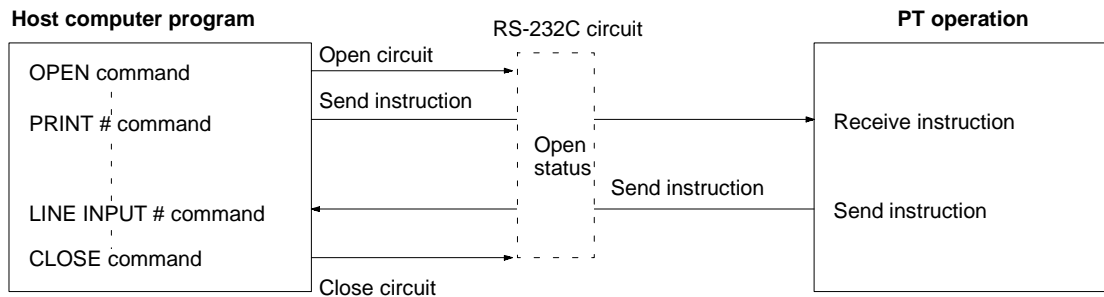 Host computer program
RS-232C circuit
PT operation
OPEN command
Open circuit
Send instruction
PRINT # command
Receive instruction
Open
status
Send instruction
LINE INPUT # command
Send instruction
CLOSE command
Close circuit